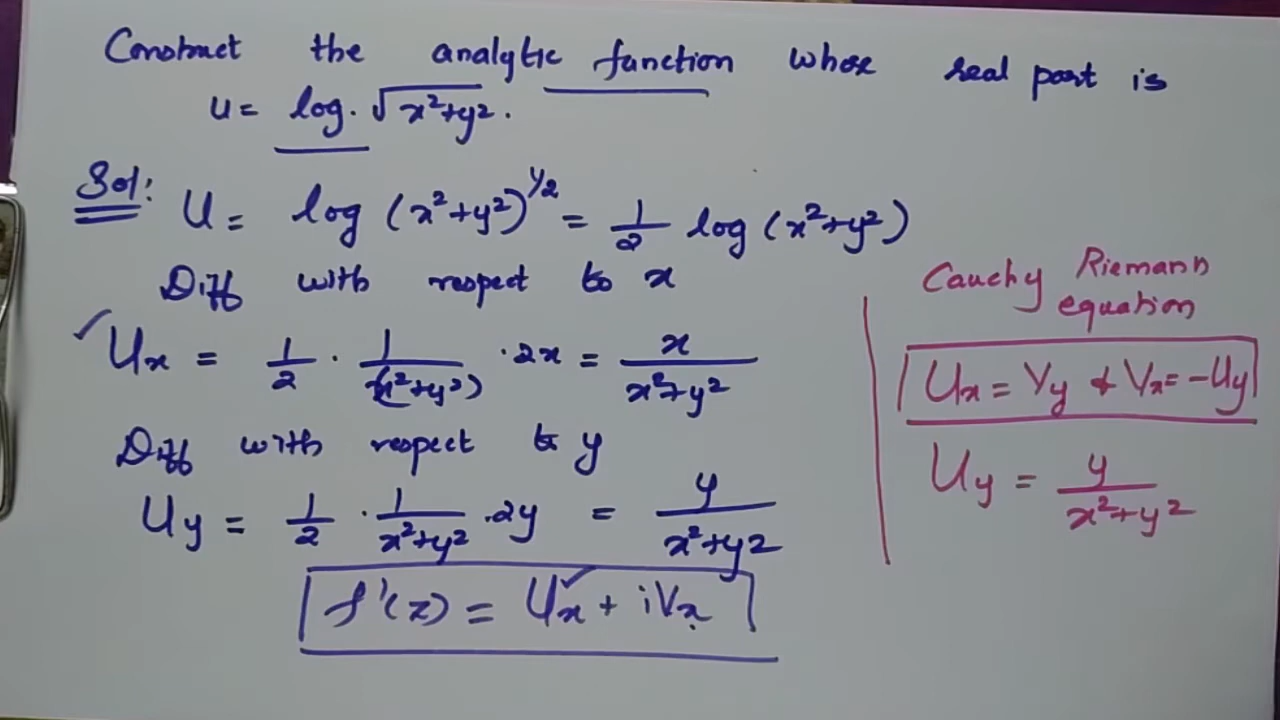 Construct the analytic function whose real part is
u = log. √x²+y².
Sol:
U = log (x²+y²)^1/2 = 1/2 log (x²+y²)
Diff with respect to x
✓ Ux = 1/2 · 1/(x²+y²) · 2x = x/x²+y²
Diff with respect to y
Uy = 1/2 · 1/x²+y² · 2y = y/x²+y²
f'(z) = Ux + iVx
Cauchy Riemann
equation
Ux = Vy & Vx = -Uy
Uy = y/x²+y²